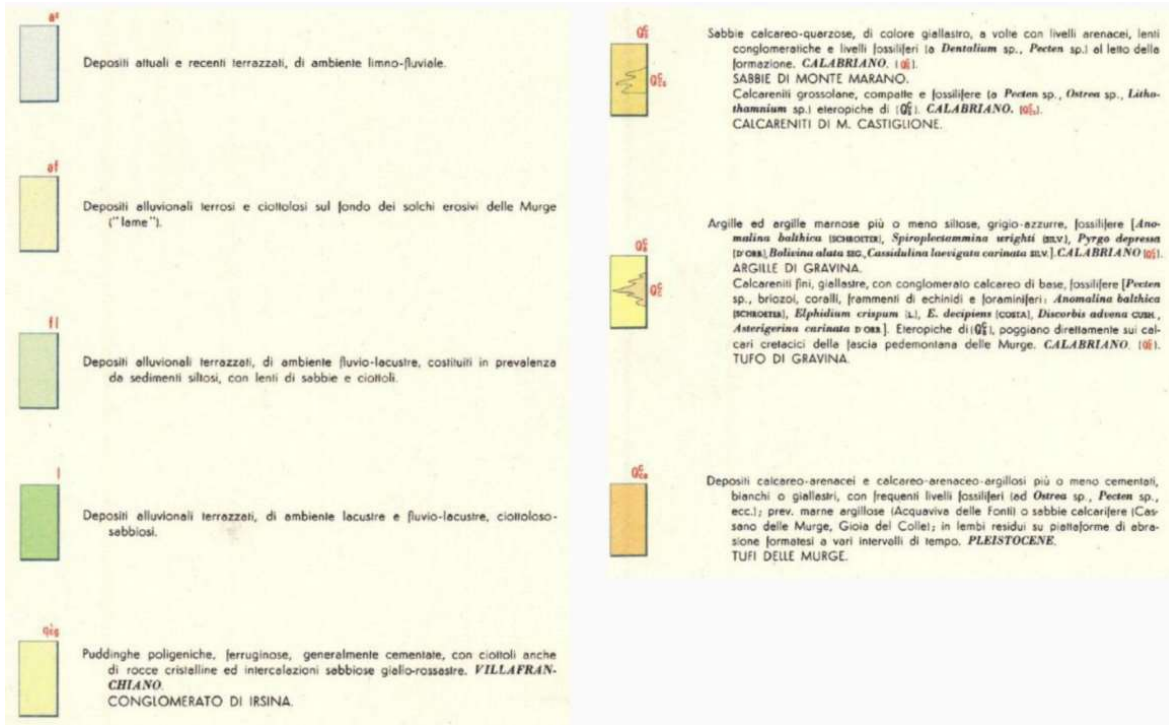 a²
Depositi attuali e recenti terrazzati, di ambiente limno-fluviale.
af
Depositi alluvionali terrosi e ciottolosi sul fondo dei solchi erosivi delle Murge
("lame").
fl
Depositi alluvionali terrazzati, di ambiente fluvio-lacustre, costituiti in prevalenza
da sedimenti siltosi, con lenti di sabbie e ciottoli.
l
Depositi alluvionali terrazzati, di ambiente lacustre e fluvio-lacustre, ciottoloso-
sabbiosi.
Puddinghe poligeniche, ferruginose, generalmente cementate, con ciottoli anche
di rocce cristalline ed intercalazioni sabbiose giallo-rossastre. VILLAFRAN-
CHIANO.
CONGLOMERATO DI IRSINA.
Sabbie calcareo-quarzose, di colore giallastro, a volte con livelli arenacei, lenti
conglomeratiche e livelli fossiliferi (a Dentalium sp., Pecten sp.) al letto della
formazione. CALABRIANO.
SABBIE DI MONTE MARANO.
Calcareniti grossolane, compatte e fossilifere (a Pecten sp., Ostrea sp., Litho-
thamnium sp.) eteropiche di CALABRIANO.
CALCARENITI DI M. CASTIGLIONE.
Argille ed argille marnose più o meno siltose, grigio-azzurre, fossilifere [Ano-
malina balthica (SCHROETER), Spiroplectammina wrighti (SILV.), Pyrgo depressa
(D'ORB.), Bolivina alata SEG., Cassidulina laevigata carinata SILV.]. CALABRIANO
ARGILLE DI GRAVINA.
Calcareniti fini, giallastre, con conglomerato calcareo di base, fossilifere [Pecten
sp., briozoi, coralli, frammenti di echinidi e foraminiferi: Anomalina balthica
(SCHROETER), Elphidium crispum (L.), E. decipiens (COSTA), Discorbis advena CUSH.,
Asterigerina carinata D'ORB.]. Eteropiche di poggiano direttamente sui cal-
cari cretacici della fascia pedemontana delle Murge. CALABRIANO.
TUFO DI GRAVINA.
Depositi calcareo-arenacei e calcareo-arenaceo-argillosi più o meno cementati,
bianchi o giallastri, con frequenti livelli fossiliferi (ad Ostrea sp., Pecten sp.,
ecc.); prev. marne argillose (Acquaviva delle Fonti) o sabbie calcarifere (Cas-
sano delle Murge, Gioia del Colle); in lembi residui su piattaforme di abra-
sione formatesi a vari intervalli di tempo. PLEISTOCENE.
TUFI DELLE MURGE.